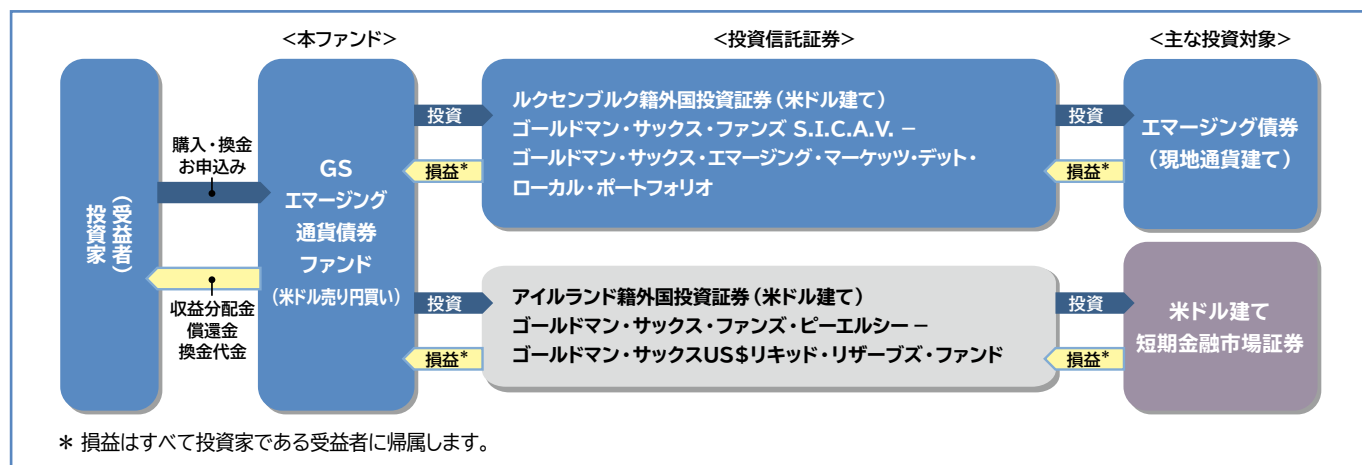 ＜本ファンド＞
＜投資信託証券＞
＜主な投資対象＞
投資家
（受益者）
購入・換金
お申込み
収益分配金
償還金
換金代金
GS
エマージング
通貨債券
ファンド
（米ドル売り円買い）
投資
損益*
ルクセンブルク籍外国投資証券（米ドル建て）
ゴールドマン・サックス・ファンズ S.I.C.A.V. －
ゴールドマン・サックス・エマージング・マーケッツ・デット・
ローカル・ポートフォリオ
投資
損益*
エマージング債券
（現地通貨建て）
投資
損益*
アイルランド籍外国投資証券（米ドル建て）
ゴールドマン・サックス・ファンズ・ピーエルシー －
ゴールドマン・サックスUS$リキッド・リザーブズ・ファンド
投資
損益*
米ドル建て
短期金融市場証券
＊ 損益はすべて投資家である受益者に帰属します。